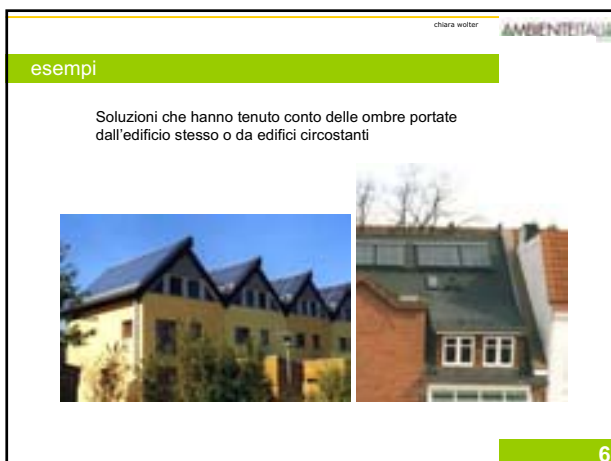 chiara wolter
AMBIENTEITALIA
esempi
Soluzioni che hanno tenuto conto delle ombre portate
dall'edificio stesso o da edifici circostanti
6